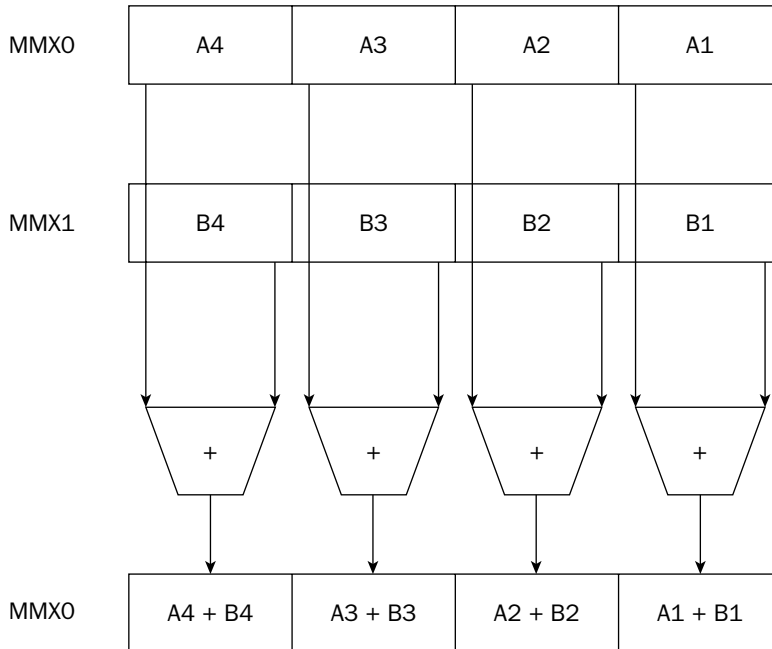 MMX0 A4 A3 A2 A1
MMX1 B4 B3 B2 B1
+ + + +
MMX0 A4 + B4 A3 + B3 A2 + B2 A1 + B1